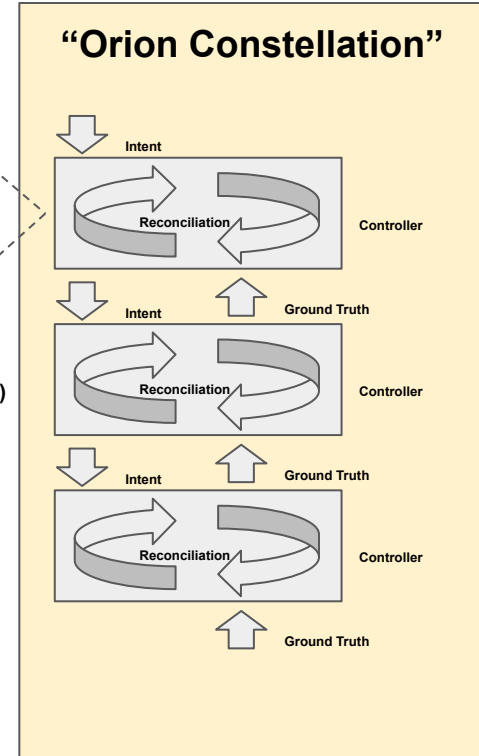 “Orion Constellation”
Intent
Reconciliation
Controller
Intent
Ground Truth
)
Reconciliation
Controller
Intent
Ground Truth
Reconciliation
Controller
Ground Truth